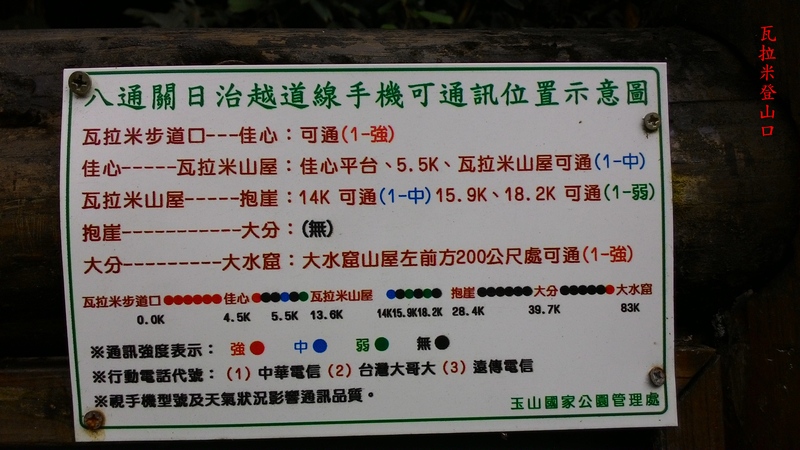 瓦拉米登山口
八通關日治越道線手機可通訊位置示意圖
瓦拉米步道口---佳心：可通(1-強)
佳心-----瓦拉米山屋：佳心平台、5.5K、瓦拉米山屋可通(1-中)
瓦拉米山屋-----抱崖：14K 可通(1-中) 15.9K、18.2K 可通(1-弱)
抱崖-----------大分：(無)
大分---------大水窟：大水窟山屋左前方200公尺處可通(1-強)
瓦拉米步道口●●●●●●佳心●●●●●●瓦拉米山屋 ●●●●●● 抱崖●●●●●●大分●●●●●●大水窟
0.0K 4.5K 5.5K 13.6K 14K15.9K18.2K 28.4K 39.7K 83K
※通訊強度表示： 強● 中● 弱● 無●
※行動電話代號：(1) 中華電信 (2) 台灣大哥大 (3) 遠傳電信
※視手機型號及天氣狀況影響通訊品質。
玉山國家公園管理處